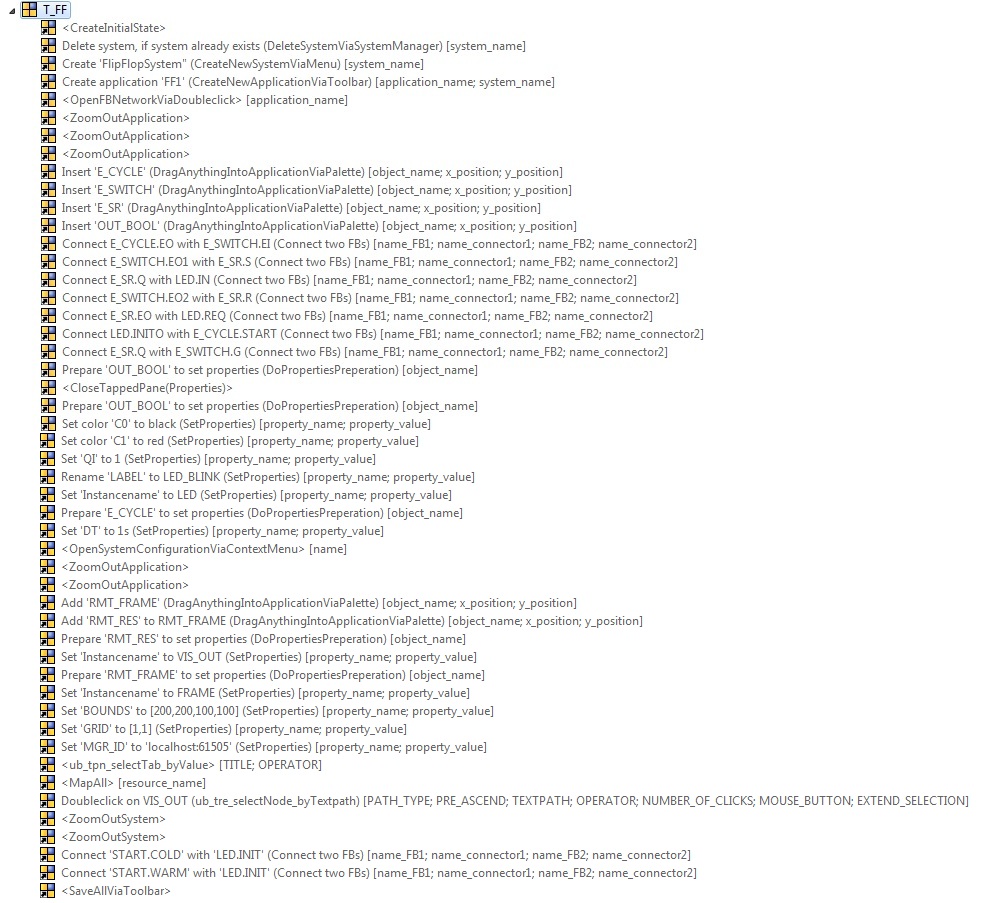 T_FF
<CreateInitialState>
Delete system, if system already exists (DeleteSystemViaSystemManager) [system_name]
Create 'FlipFlopSystem" (CreateNewSystemViaMenu) [system_name]
Create application 'FF1' (CreateNewApplicationViaToolbar) [application_name; system_name]
<OpenFBNetworkViaDoubleclick> [application_name]
<ZoomOutApplication>
<ZoomOutApplication>
<ZoomOutApplication>
Insert 'E_CYCLE' (DragAnythingIntoApplicationViaPalette) [object_name; x_position; y_position]
Insert 'E_SWITCH' (DragAnythingIntoApplicationViaPalette) [object_name; x_position; y_position]
Insert 'E_SR' (DragAnythingIntoApplicationViaPalette) [object_name; x_position; y_position]
Insert 'OUT_BOOL' (DragAnythingIntoApplicationViaPalette) [object_name; x_position; y_position]
Connect E_CYCLE.EO with E_SWITCH.EI (Connect two FBs) [name_FB1; name_connector1; name_FB2; name_connector2]
Connect E_SWITCH.EO1 with E_SR.S (Connect two FBs) [name_FB1; name_connector1; name_FB2; name_connector2]
Connect E_SR.Q with LED.IN (Connect two FBs) [name_FB1; name_connector1; name_FB2; name_connector2]
Connect E_SWITCH.EO2 with E_SR.R (Connect two FBs) [name_FB1; name_connector1; name_FB2; name_connector2]
Connect E_SR.EO with LED.REQ (Connect two FBs) [name_FB1; name_connector1; name_FB2; name_connector2]
Connect LED.INITO with E_CYCLE.START (Connect two FBs) [name_FB1; name_connector1; name_FB2; name_connector2]
Connect E_SR.Q with E_SWITCH.G (Connect two FBs) [name_FB1; name_connector1; name_FB2; name_connector2]
Prepare 'OUT_BOOL' to set properties (DoPropertiesPreperation) [object_name]
<CloseTappedPane(Properties)>
Prepare 'OUT_BOOL' to set properties (DoPropertiesPreperation) [object_name]
Set color 'C0' to black (SetProperties) [property_name; property_value]
Set color 'C1' to red (SetProperties) [property_name; property_value]
Set 'QI' to 1 (SetProperties) [property_name; property_value]
Rename 'LABEL' to LED_BLINK (SetProperties) [property_name; property_value]
Set 'Instancename' to LED (SetProperties) [property_name; property_value]
Prepare 'E_CYCLE' to set properties (DoPropertiesPreperation) [object_name]
Set 'DT' to 1s (SetProperties) [property_name; property_value]
<OpenSystemConfigurationViaContextMenu> [name]
<ZoomOutApplication>
<ZoomOutApplication>
Add 'RMT_FRAME' (DragAnythingIntoApplicationViaPalette) [object_name; x_position; y_position]
Add 'RMT_RES' to RMT_FRAME (DragAnythingIntoApplicationViaPalette) [object_name; x_position; y_position]
Prepare 'RMT_RES' to set properties (DoPropertiesPreperation) [object_name]
Set 'Instancename' to VIS_OUT (SetProperties) [property_name; property_value]
Prepare 'RMT_FRAME' to set properties (DoPropertiesPreperation) [object_name]
Set 'Instancename' to FRAME (SetProperties) [property_name; property_value]
Set 'BOUNDS' to [200,200,100,100] (SetProperties) [property_name; property_value]
Set 'GRID' to [1,1] (SetProperties) [property_name; property_value]
Set 'MGR_ID' to 'localhost:61505' (SetProperties) [property_name; property_value]
<ub_tpn_selectTab_byValue> [TITLE; OPERATOR]
<MapAll> [resource_name]
Doubleclick on VIS_OUT (ub_tre_selectNode_byTextpath) [PATH_TYPE; PRE_ASCEND; TEXTPATH; OPERATOR; NUMBER_OF_CLICKS; MOUSE_BUTTON; EXTEND_SELECTION]
<ZoomOutSystem>
<ZoomOutSystem>
Connect 'START.COLD' with 'LED.INIT' (Connect two FBs) [name_FB1; name_connector1; name_FB2; name_connector2]
Connect 'START.WARM' with 'LED.INIT' (Connect two FBs) [name_FB1; name_connector1; name_FB2; name_connector2]
<SaveAllViaToolbar>